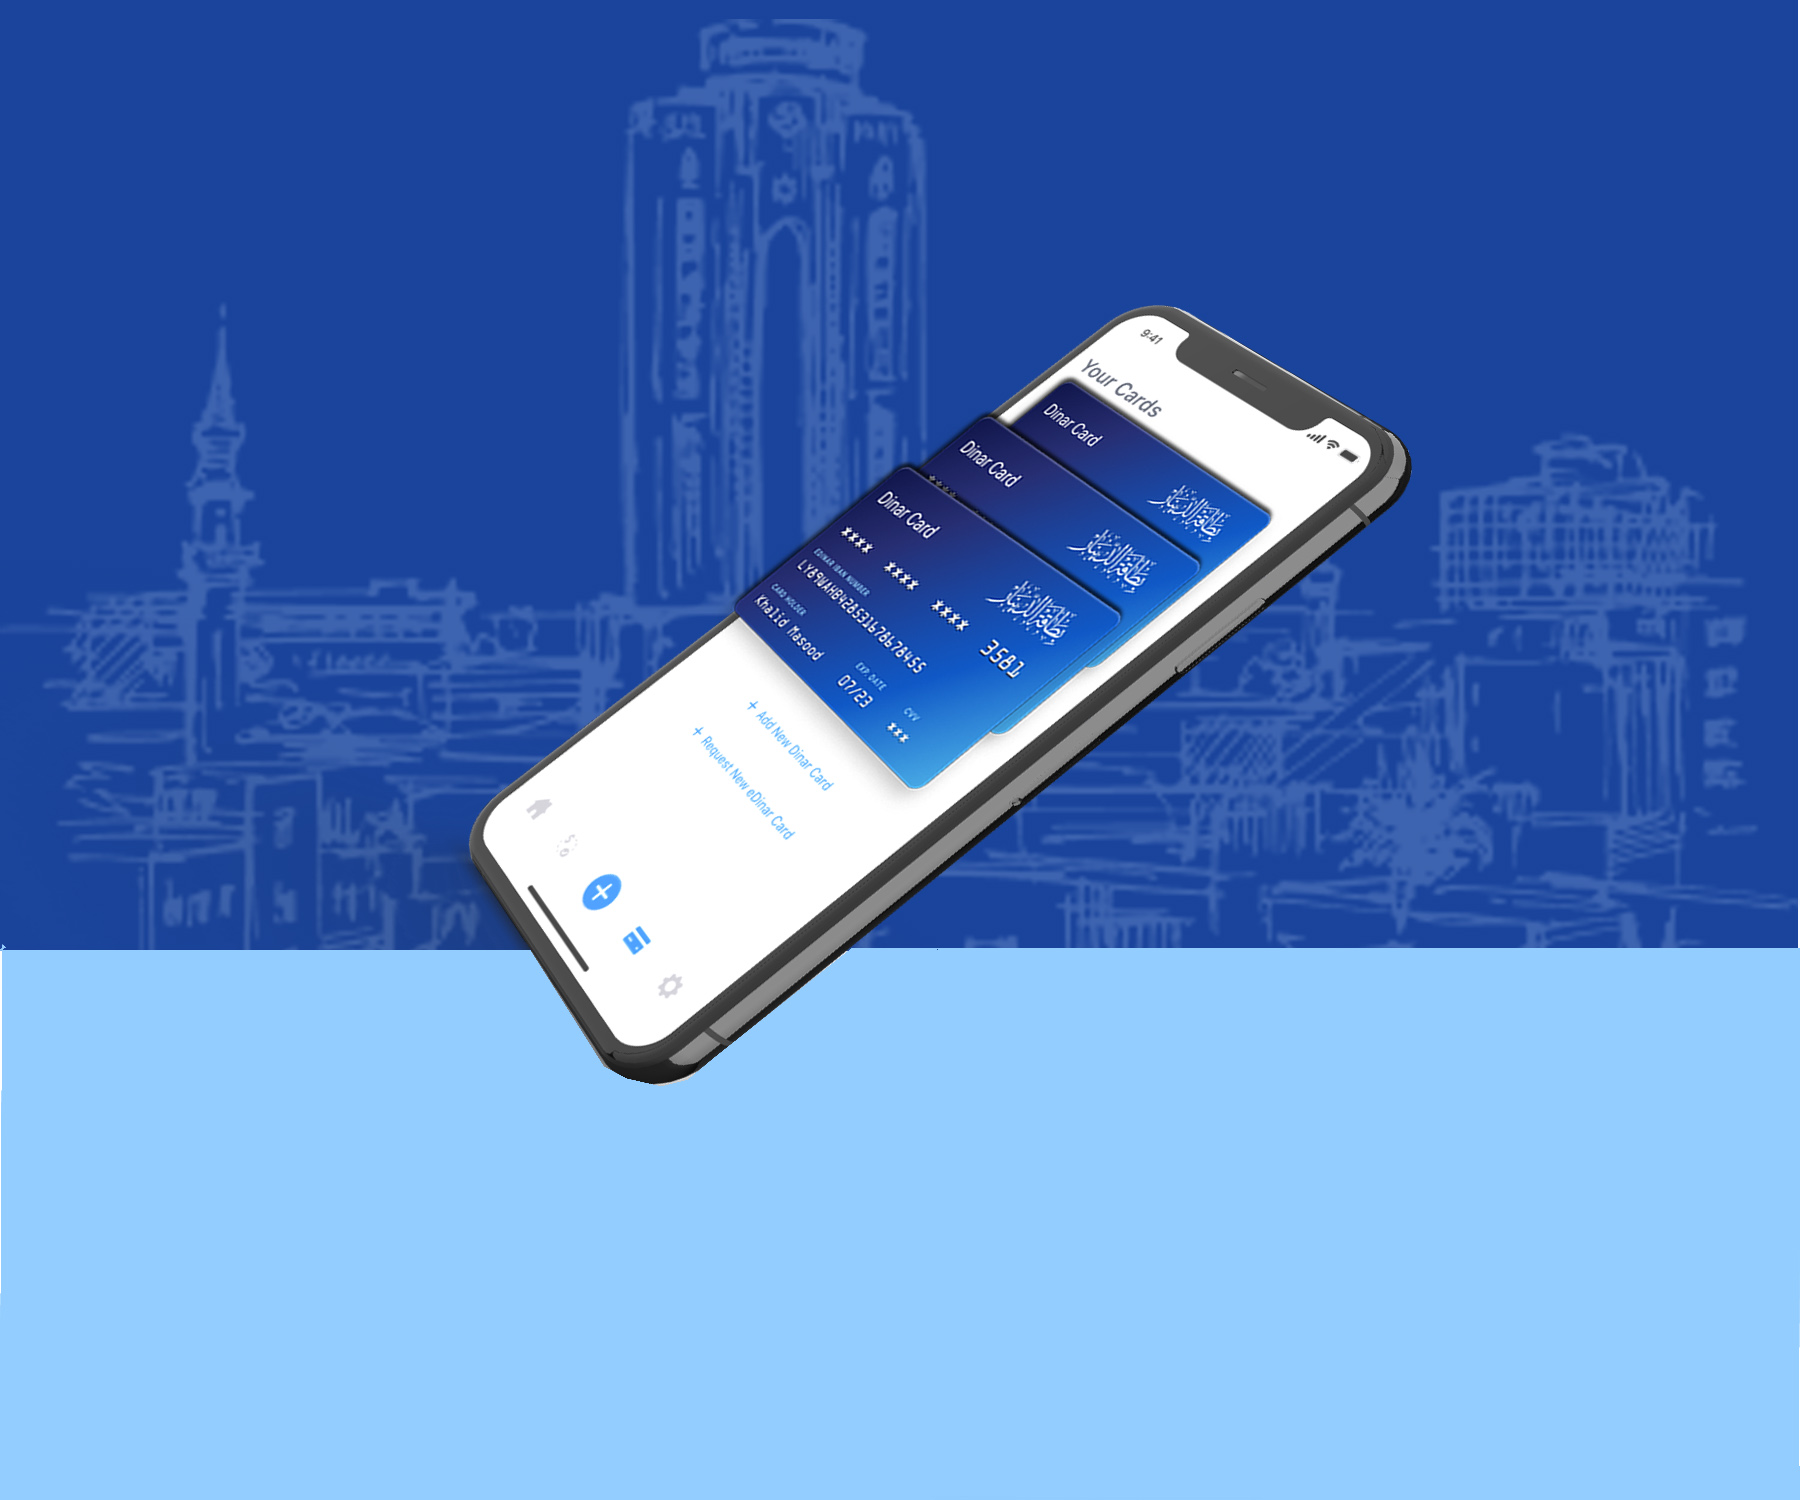 9:41
Your Cards
Dinar Card
بطاقة الدينار
Dinar Card
بطاقة الدينار
****
Dinar Card
بطاقة الدينار
**** **** **** 3581
EDINAR IBAN NUMBER
CARD HOLDER
Khalid Masood
EXP. DATE
07/23
CVV
***
+ Add New Dinar Card
+ Request New eDinar Card